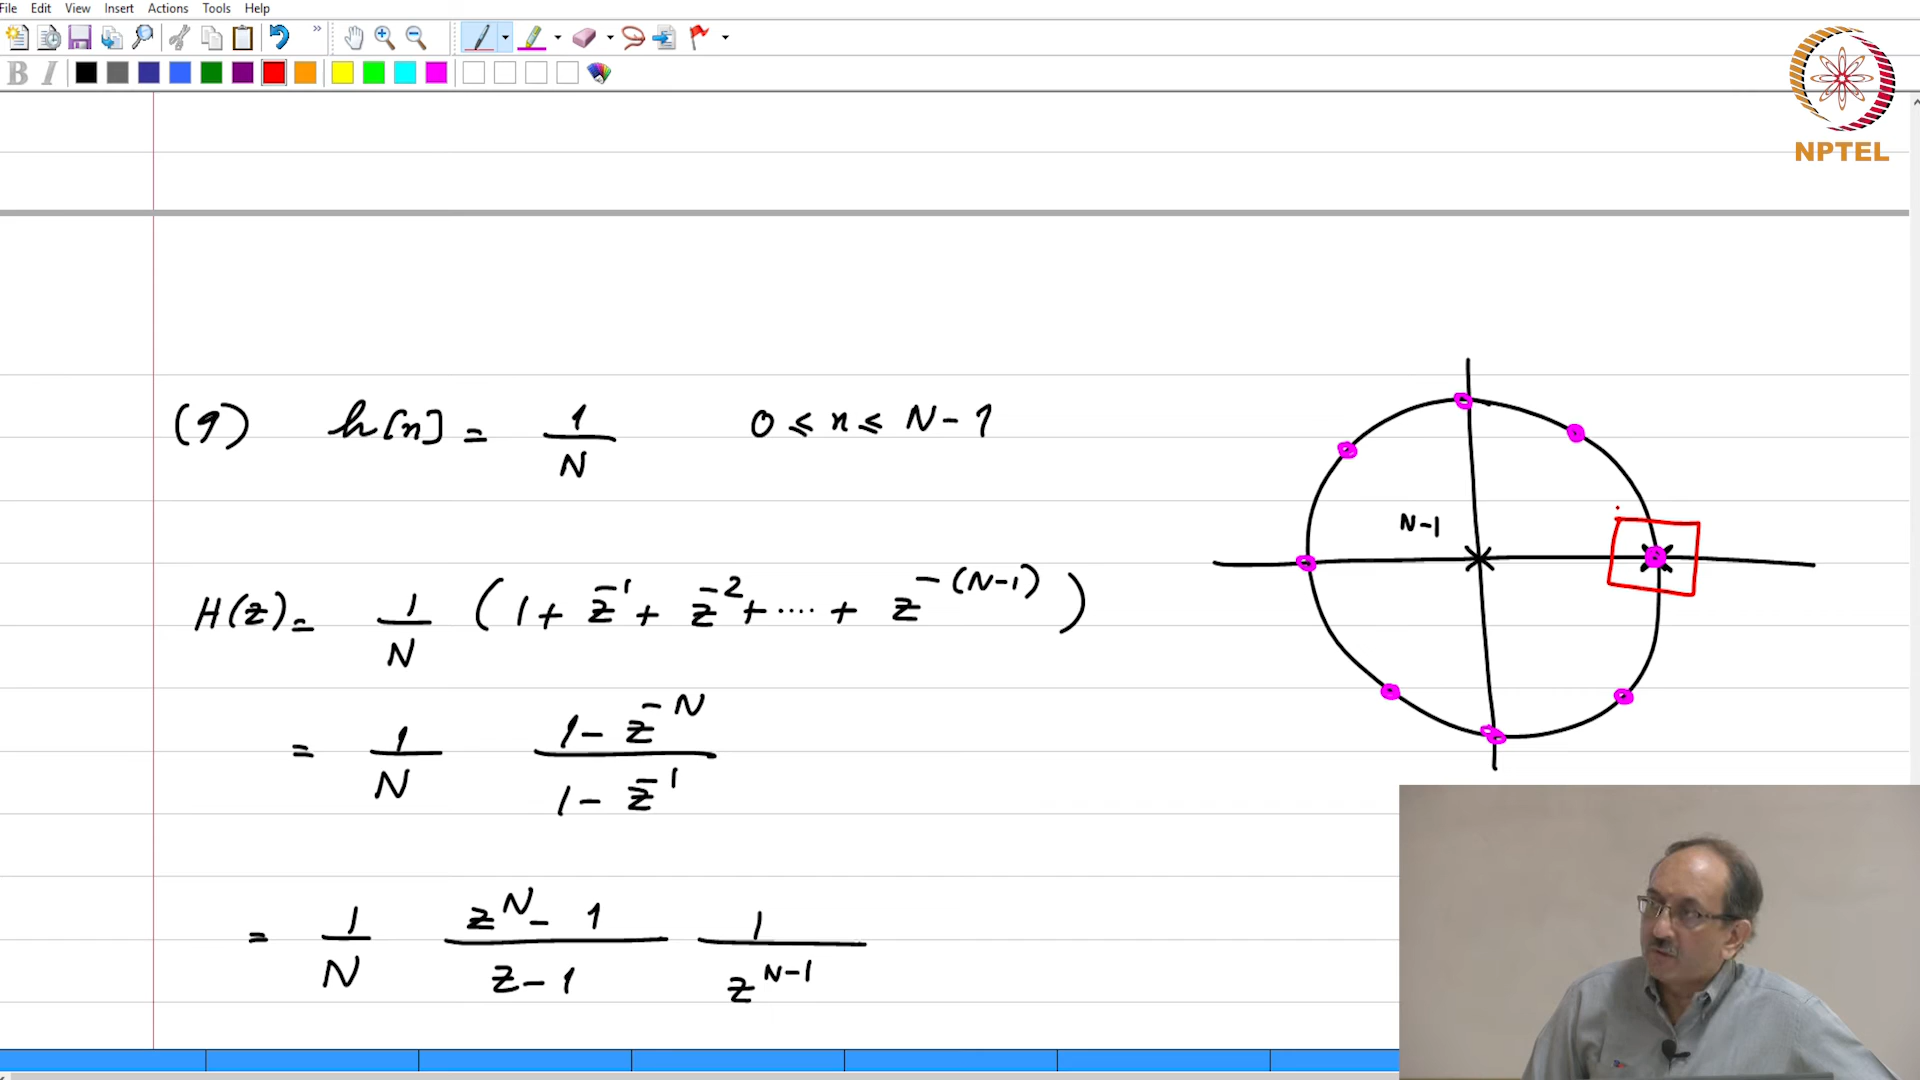 File Edit View Insert Actions Tools Help
B I
NPTEL
(9) h[n] = 1/N 0 ≤ n ≤ N-1
N-1
H(z) = 1/N (1 + z^-1 + z^-2 + .... + z^-(N-1))
= 1/N (1 - z^-N)/(1 - z^-1)
= 1/N (z^N - 1)/(z - 1) 1/z^(N-1)